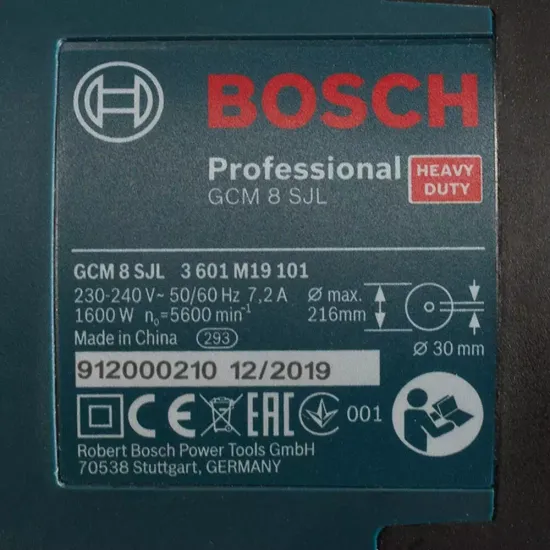 BOSCH
Professional
HEAVY DUTY
GCM 8 SJL
GCM 8 SJL 3 601 M19 101
230-240 V~ 50/60 Hz 7,2 A
1600 W n₀=5600 min⁻¹
Ø max. 216mm
Made in China 293
Ø 30 mm
912000210 12/2019
CE EAC 001
Robert Bosch Power Tools GmbH
70538 Stuttgart, GERMANY